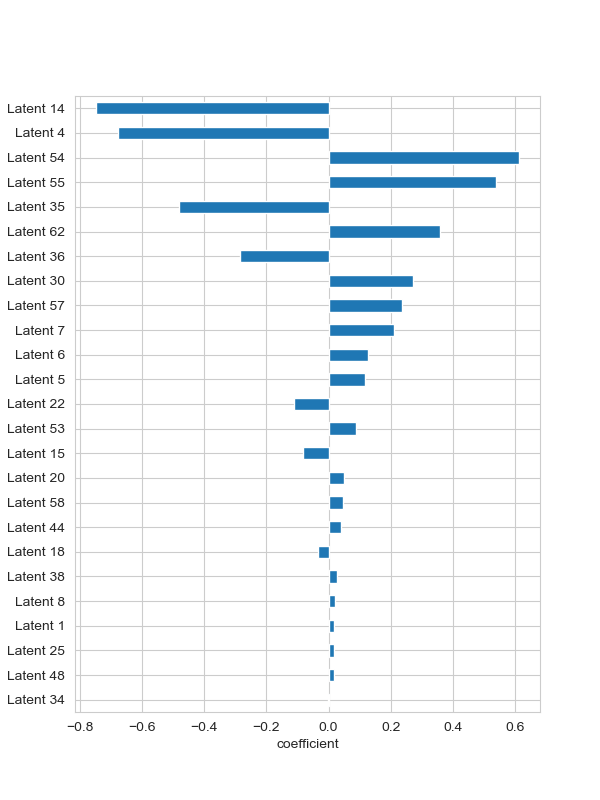 Latent 14
Latent 4
Latent 54
Latent 55
Latent 35
Latent 62
Latent 36
Latent 30
Latent 57
Latent 7
Latent 6
Latent 5
Latent 22
Latent 53
Latent 15
Latent 20
Latent 58
Latent 44
Latent 18
Latent 38
Latent 8
Latent 1
Latent 25
Latent 48
Latent 34
−0.8 −0.6 −0.4 −0.2 0.0 0.2 0.4 0.6
coefficient